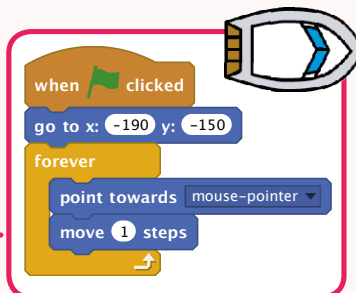 when clicked
go to x: -190 y: -150
forever
point towards mouse-pointer
move 1 steps